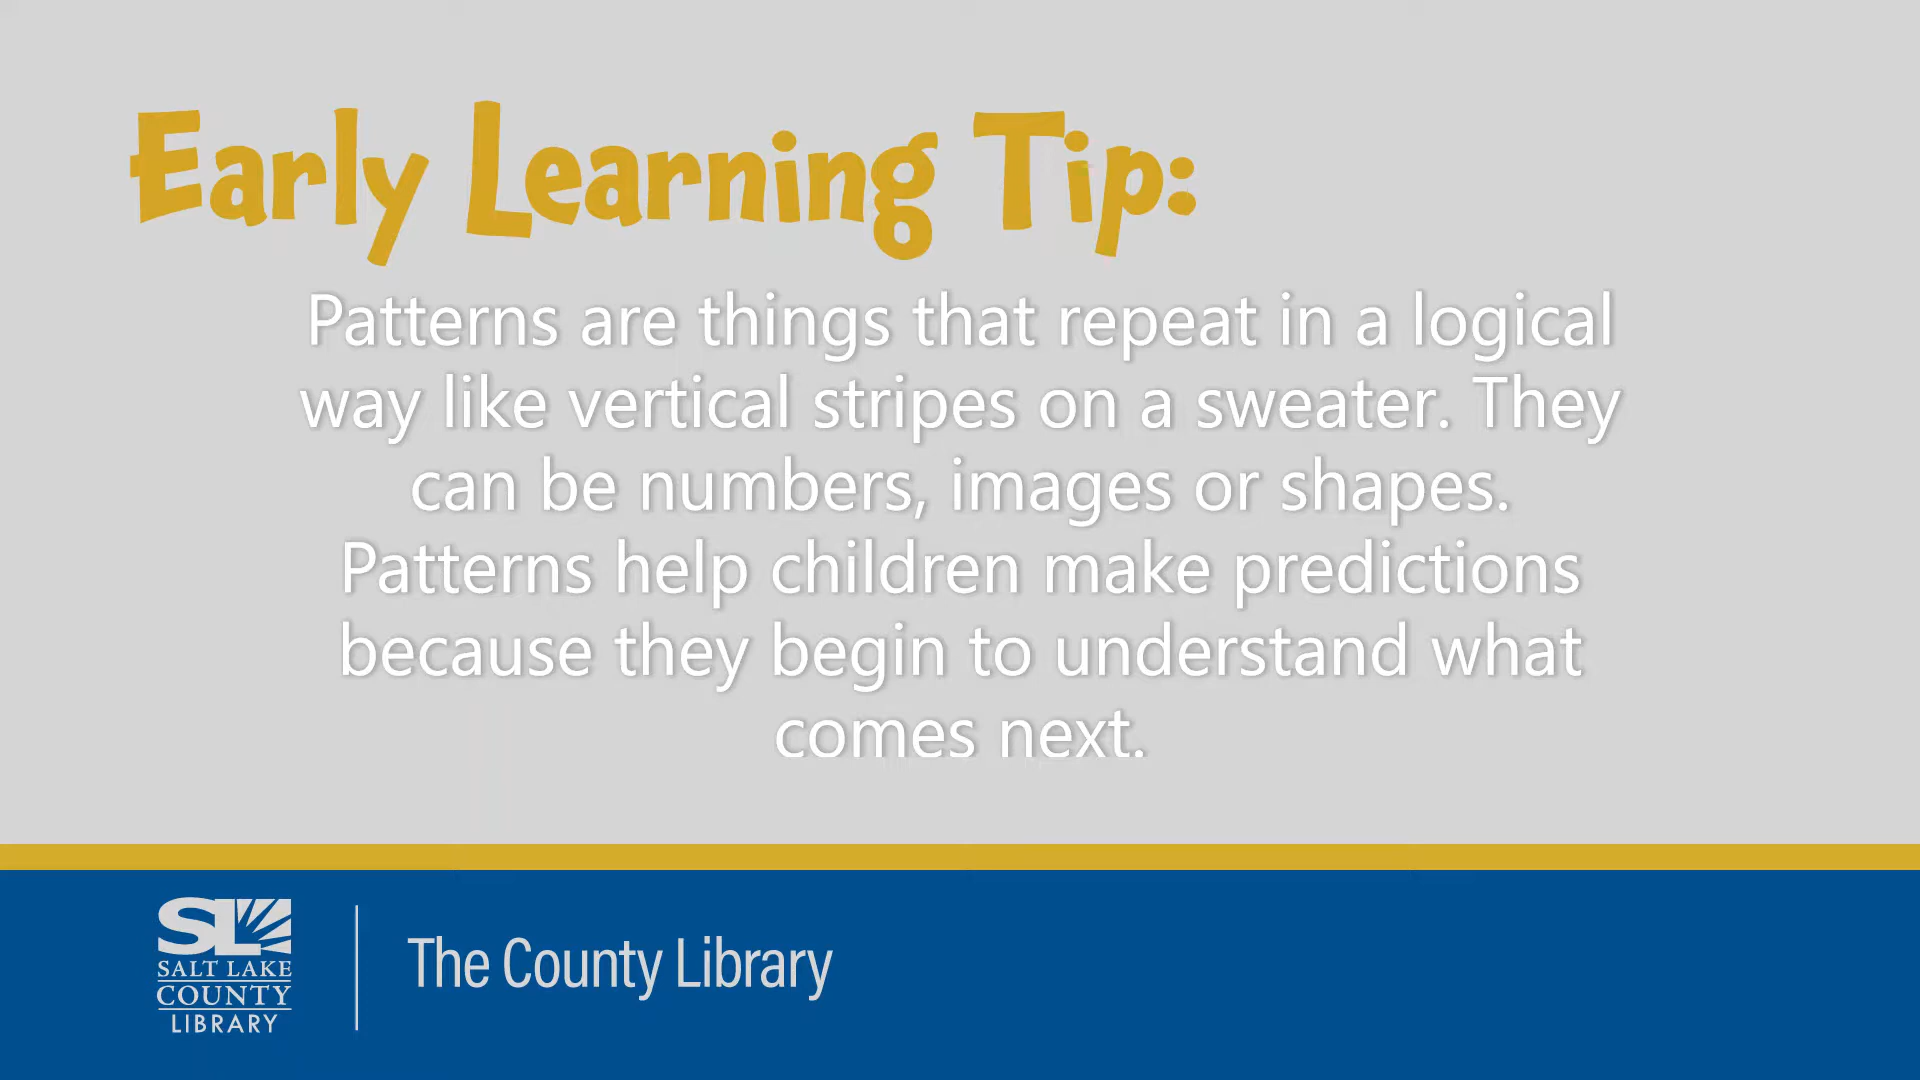 Early Learning Tip:
Patterns are things that repeat in a logical
way like vertical stripes on a sweater. They
can be numbers, images or shapes.
Patterns help children make predictions
because they begin to understand what
comes next.
SL
SALT LAKE
COUNTY
LIBRARY
The County Library